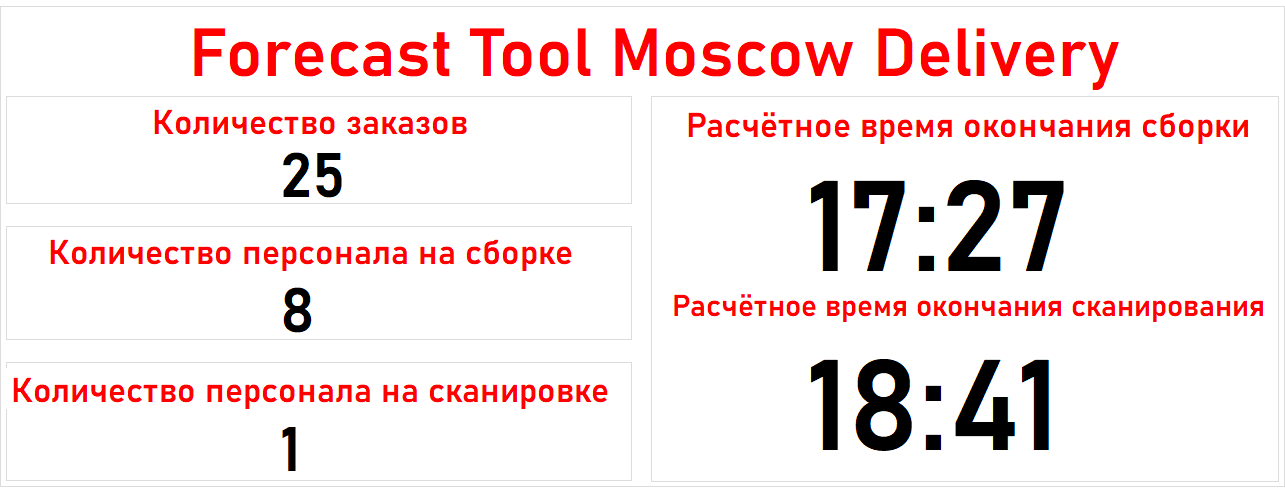 Forecast Tool Moscow Delivery
Количество заказов
25
Количество персонала на сборке
8
Количество персонала на сканировке
1
Расчётное время окончания сборки
17:27
Расчётное время окончания сканирования
18:41